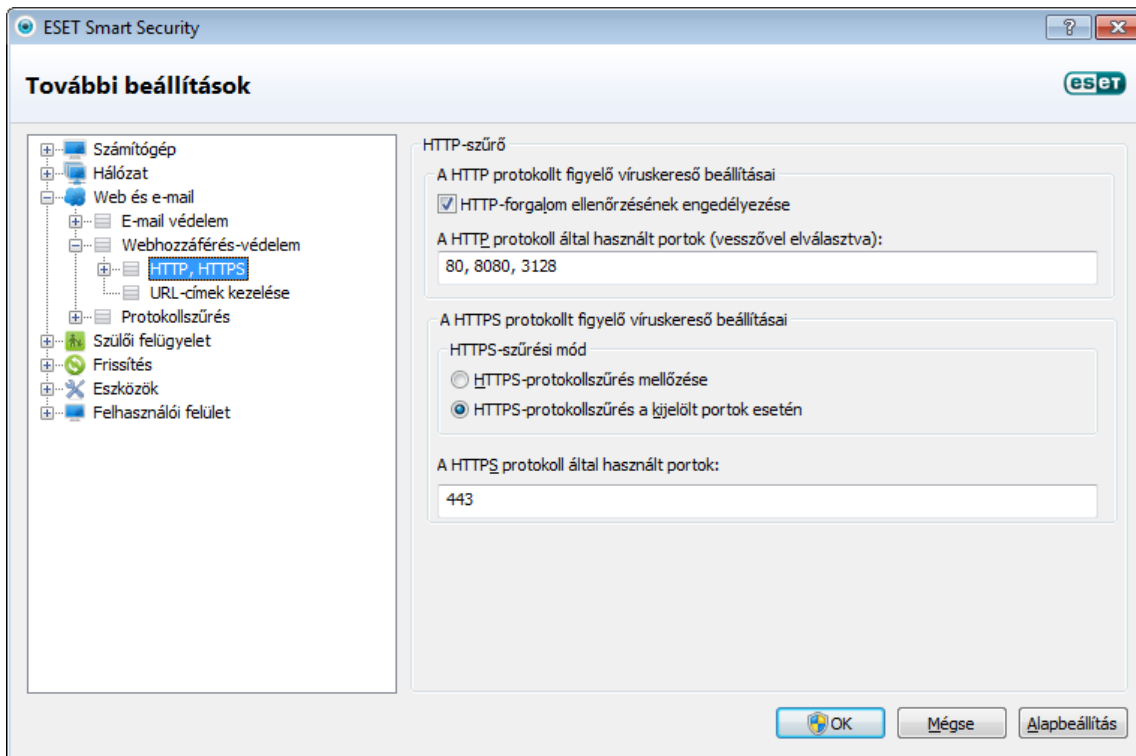 ESET Smart Security
További beállítások
eset
Számítógép
Hálózat
Web és e-mail
E-mail védelem
Webhozzáférés-védelem
HTTP, HTTPS
URL-címek kezelése
Protokollszűrés
Szülői felügyelet
Frissítés
Eszközök
Felhasználói felület
HTTP-szűrő
A HTTP protokollt figyelő víruskereső beállításai
HTTP-forgalom ellenőrzésének engedélyezése
A HTTP protokoll által használt portok (vesszővel elválasztva):
80, 8080, 3128
A HTTPS protokollt figyelő víruskereső beállításai
HTTPS-szűrési mód
HTTPS-protokollszűrés mellőzése
HTTPS-protokollszűrés a kijelölt portok esetén
A HTTPS protokoll által használt portok:
443
OK
Mégse
Alapbeállítás